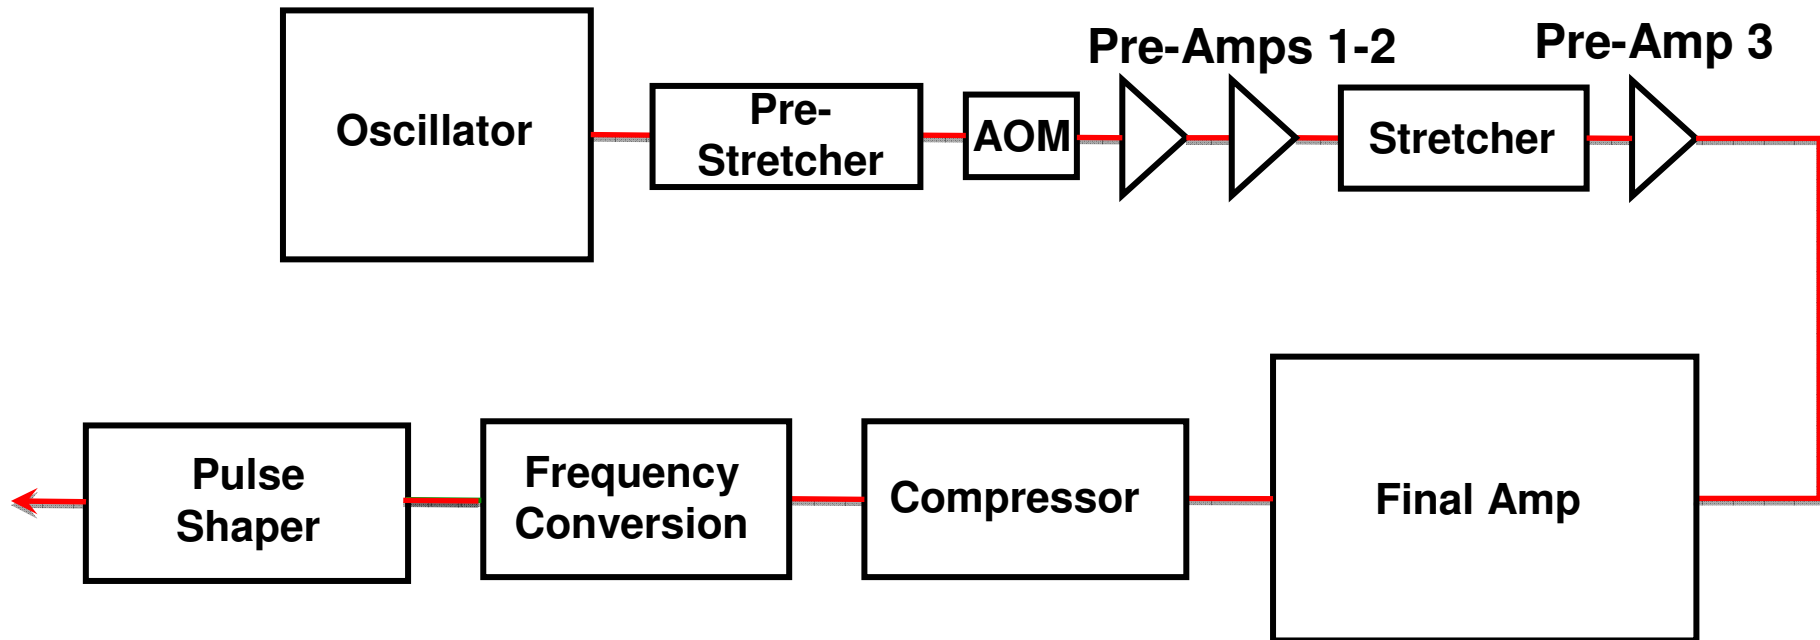 Pre-Amps 1-2
Pre-Amp 3
Oscillator
Pre-
Stretcher
AOM
Stretcher
Pulse
Shaper
Frequency
Conversion
Compressor
Final Amp